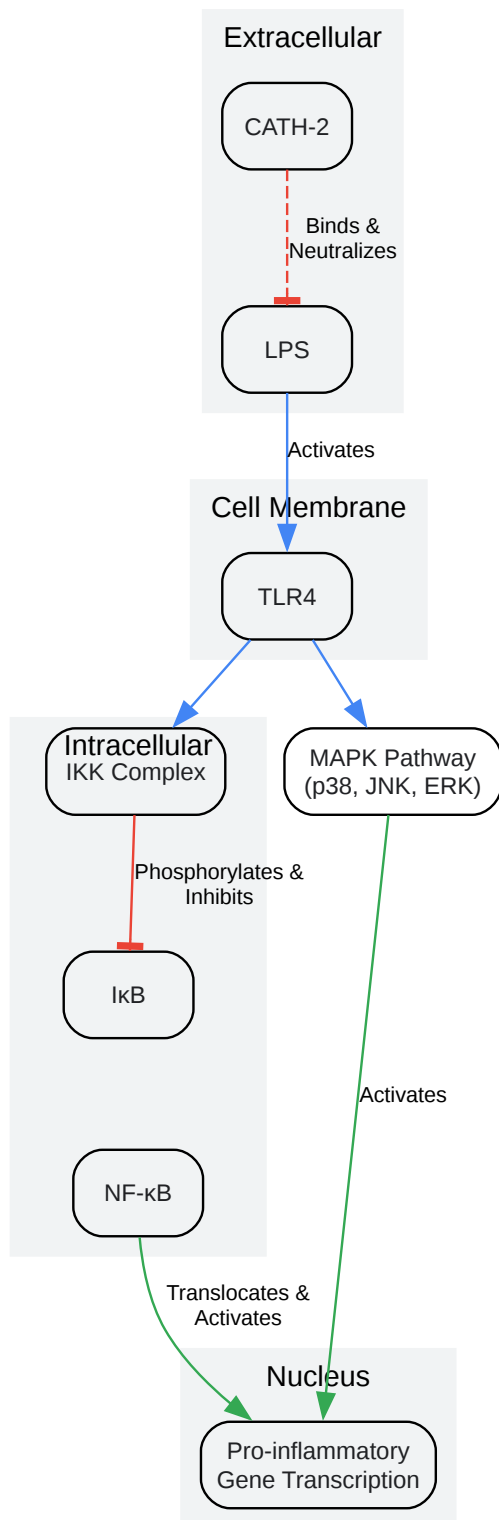 Extracellular
CATH-2
Binds &
Neutralizes
LPS
Activates
Cell Membrane
TLR4
Intracellular
IKK Complex
MAPK Pathway
(p38, JNK, ERK)
Phosphorylates &
Inhibits
IκB
Activates
NF-κB
Translocates &
Activates
Nucleus
Pro-inflammatory
Gene Transcription